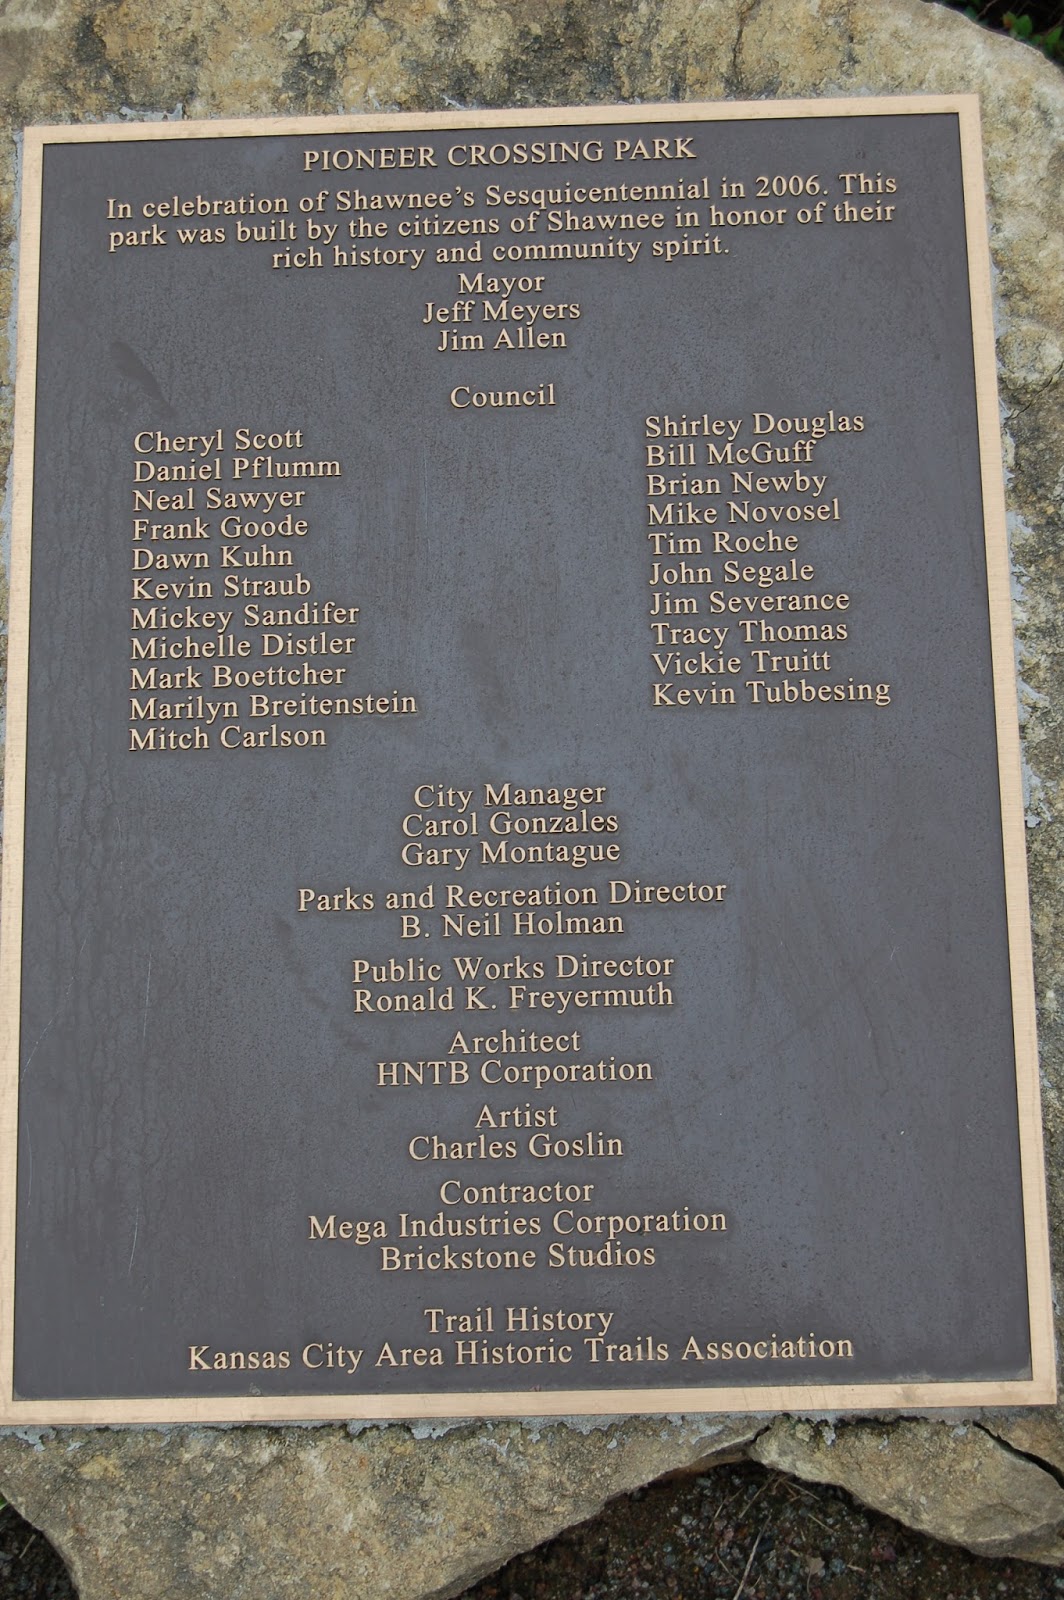 PIONEER CROSSING PARK
In celebration of Shawnee's Sesquicentennial in 2006. This
park was built by the citizens of Shawnee in honor of their
rich history and community spirit.
Mayor
Jeff Meyers
Jim Allen
Council
Cheryl Scott
Daniel Pflumm
Neal Sawyer
Frank Goode
Dawn Kuhn
Kevin Straub
Mickey Sandifer
Michelle Distler
Mark Boettcher
Marilyn Breitenstein
Mitch Carlson
Shirley Douglas
Bill McGuff
Brian Newby
Mike Novosel
Tim Roche
John Segale
Jim Severance
Tracy Thomas
Vickie Truitt
Kevin Tubbesing
City Manager
Carol Gonzales
Gary Montague
Parks and Recreation Director
B. Neil Holman
Public Works Director
Ronald K. Freyermuth
Architect
HNTB Corporation
Artist
Charles Goslin
Contractor
Mega Industries Corporation
Brickstone Studios
Trail History
Kansas City Area Historic Trails Association